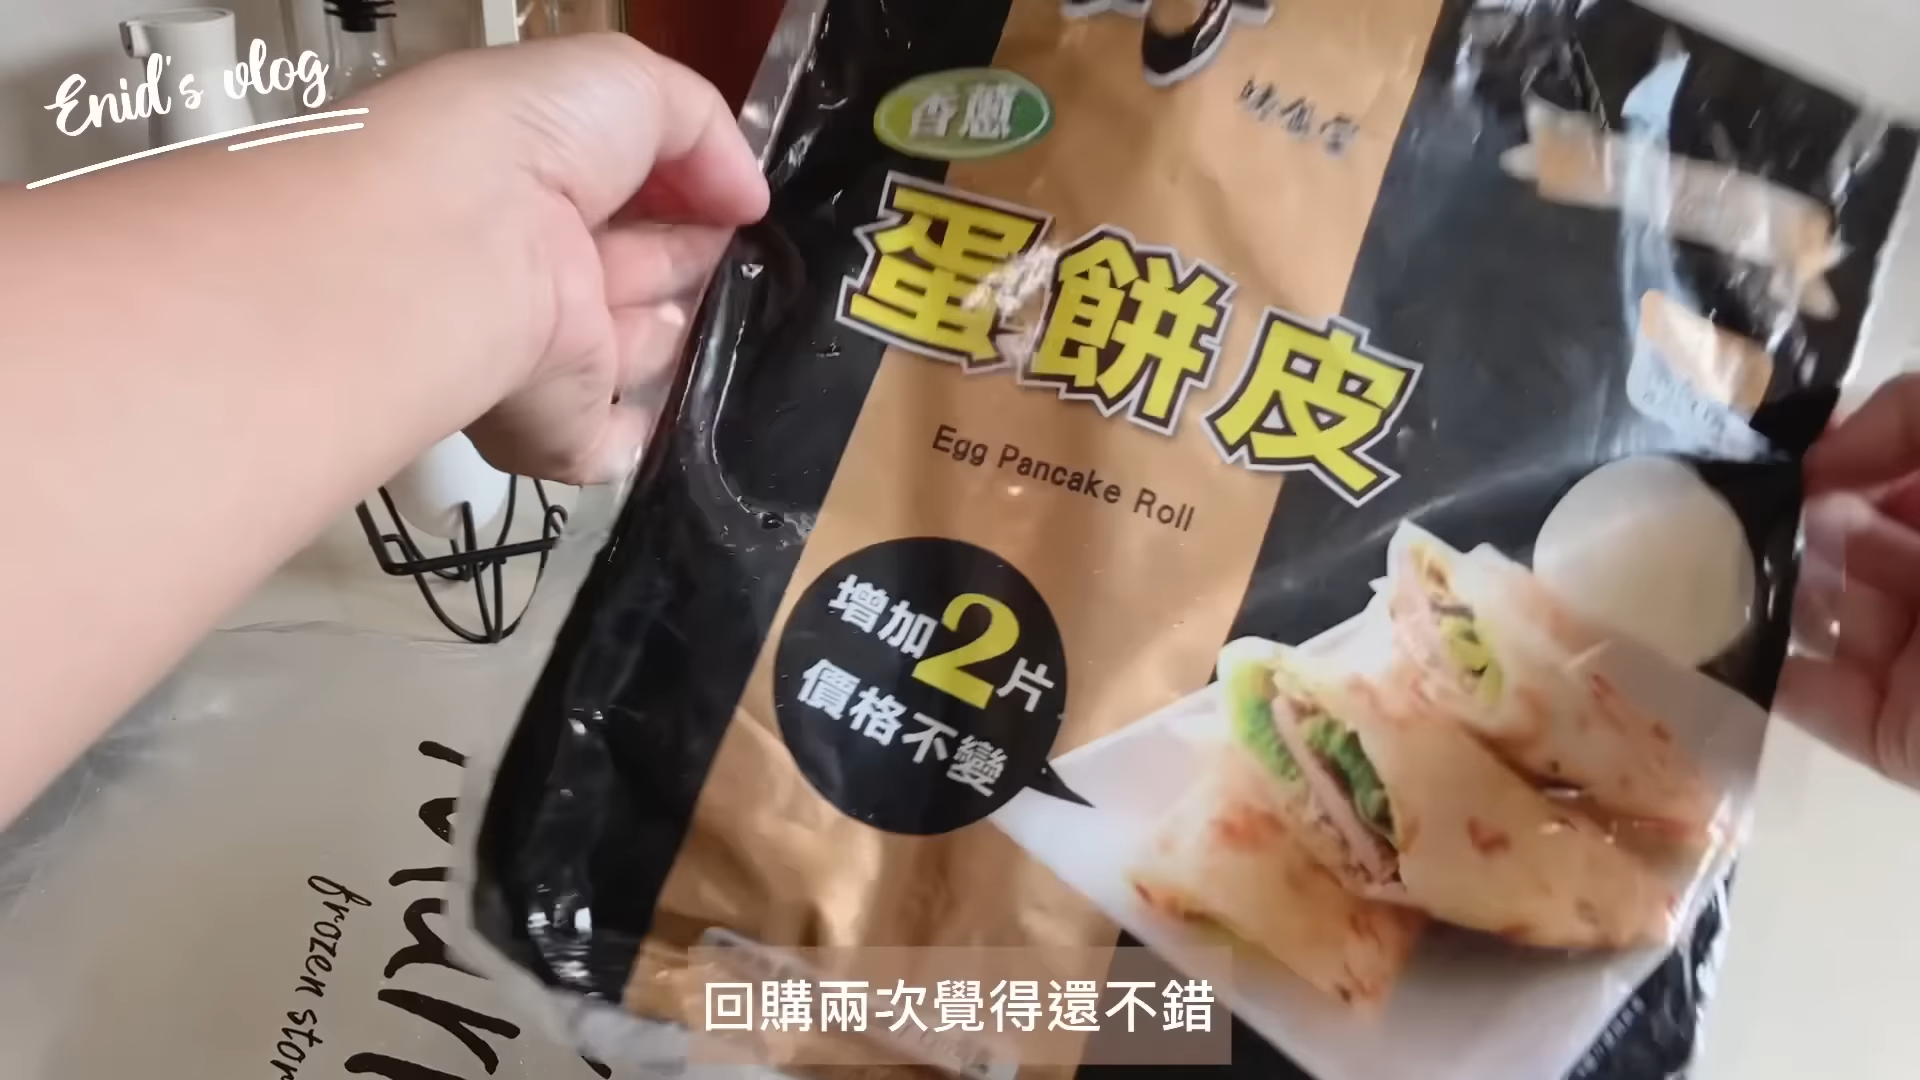 Enid's vlog
香蔥
蛋餅皮
Egg Pancake Roll
增加2片
價格不變
frozen
回購兩次覺得還不錯